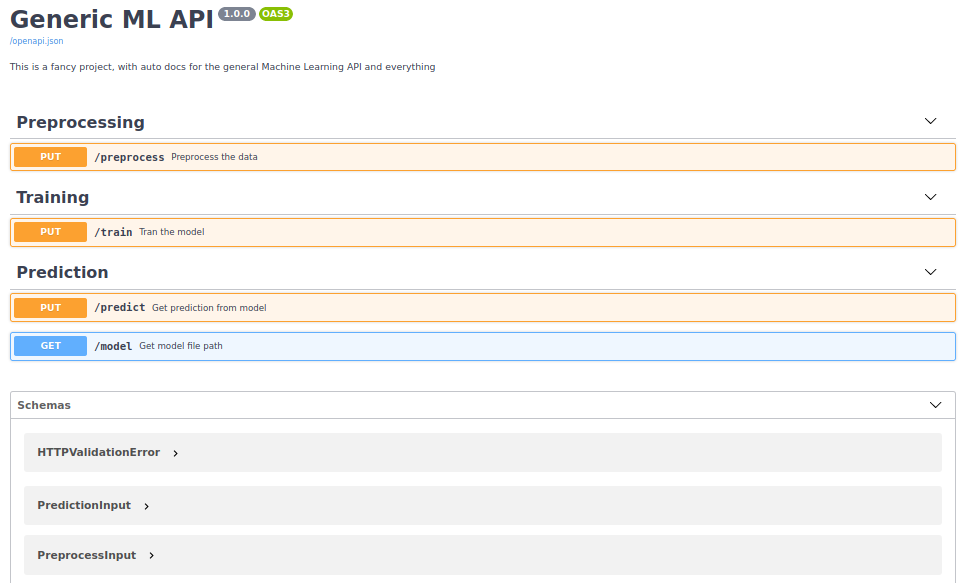 Generic ML API 1.0.0 OAS3
/openapi.json
This is a fancy project, with auto docs for the general Machine Learning API and everything
Preprocessing
PUT /preprocess Preprocess the data
Training
PUT /train Tran the model
Prediction
PUT /predict Get prediction from model
GET /model Get model file path
Schemas
HTTPValidationError
PredictionInput
PreprocessInput